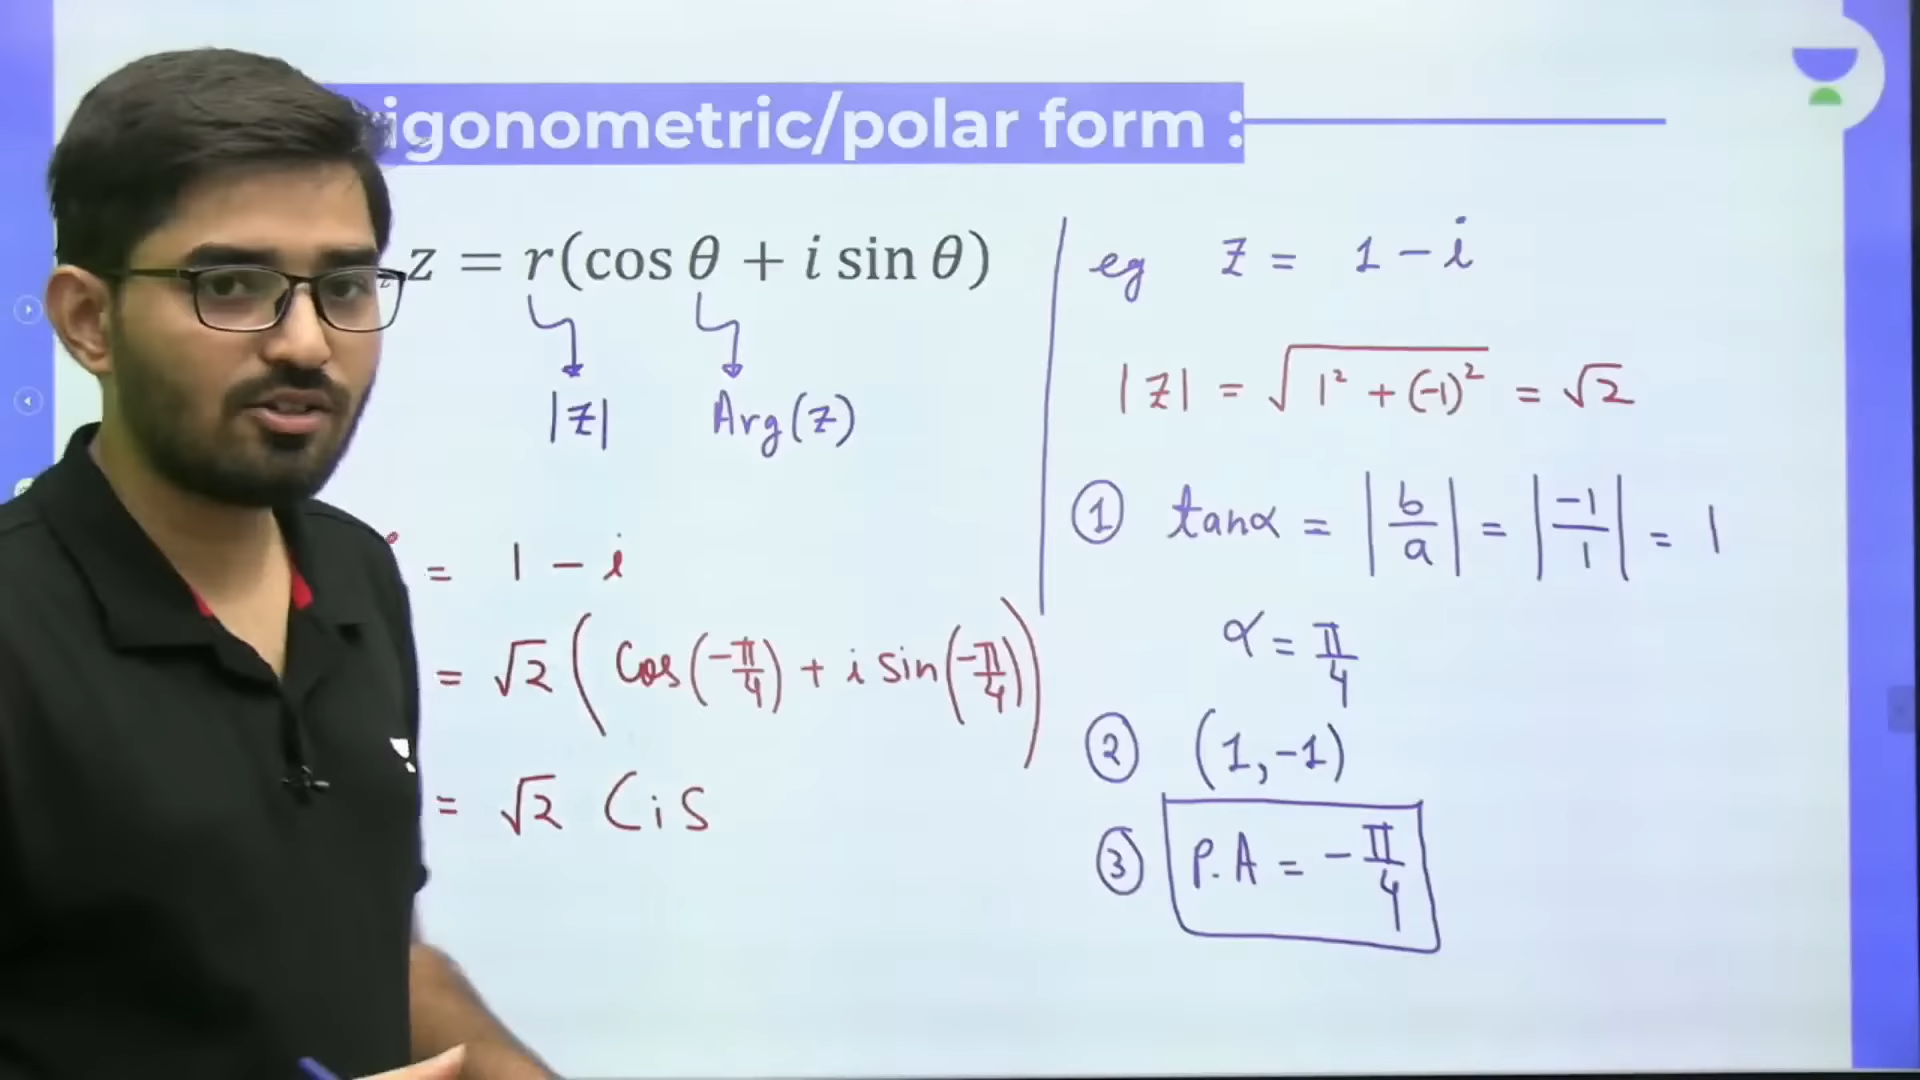 igonometric/polar form :
z = r(cos θ + i sin θ)
|z| Arg(z)
= 1 - i
= √2 (Cos(-π/4) + i sin(-π/4))
= √2 Cis
eg z = 1 - i
|z| = √1² + (-1)² = √2
① tanα = |b/a| = |-1/1| = 1
α = π/4
② (1, -1)
③ P.A = -π/4